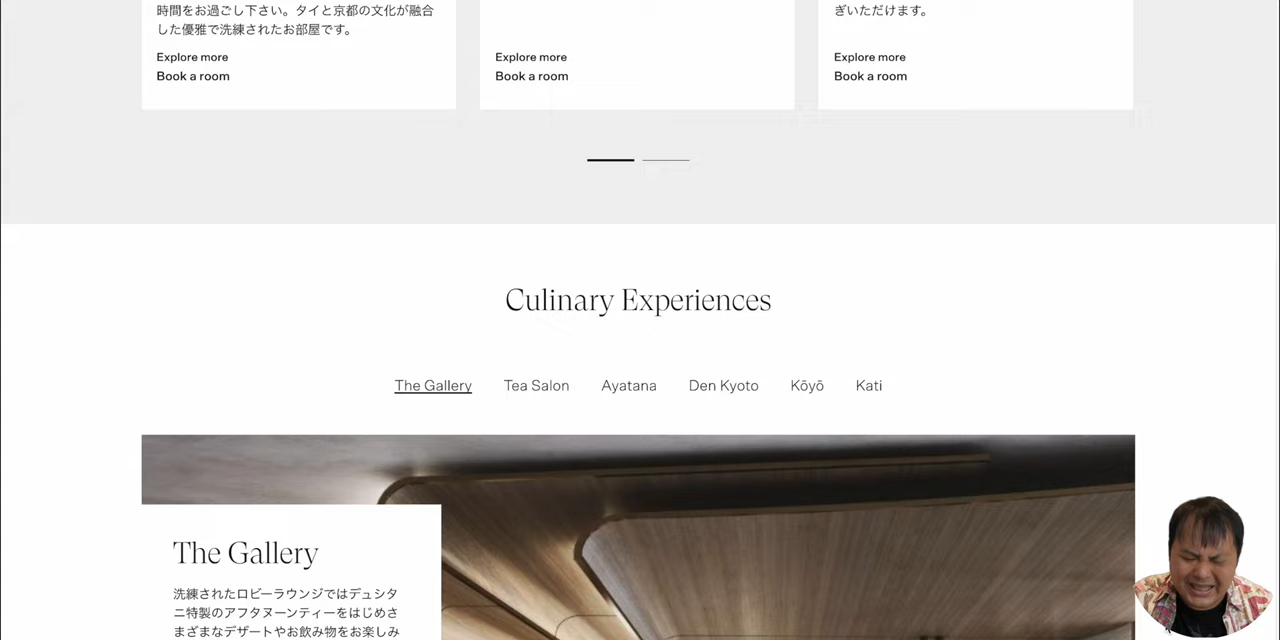 時間をお過ごし下さい。タイと京都の文化が融合
した優雅で洗練されたお部屋です。
Explore more
Book a room
Explore more
Book a room
ぎいただけます。
Explore more
Book a room
Culinary Experiences
The Gallery Tea Salon Ayatana Den Kyoto Kōyō Kati
The Gallery
洗練されたロビーラウンジではデュシタ
ニ特製のアフタヌーンティーをはじめさ
まざまなデザートやお飲み物をお楽しみ